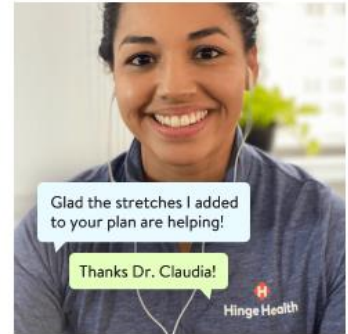 Glad the stretches I added
to your plan are helping!
Thanks Dr. Claudia!
H
Hinge Health